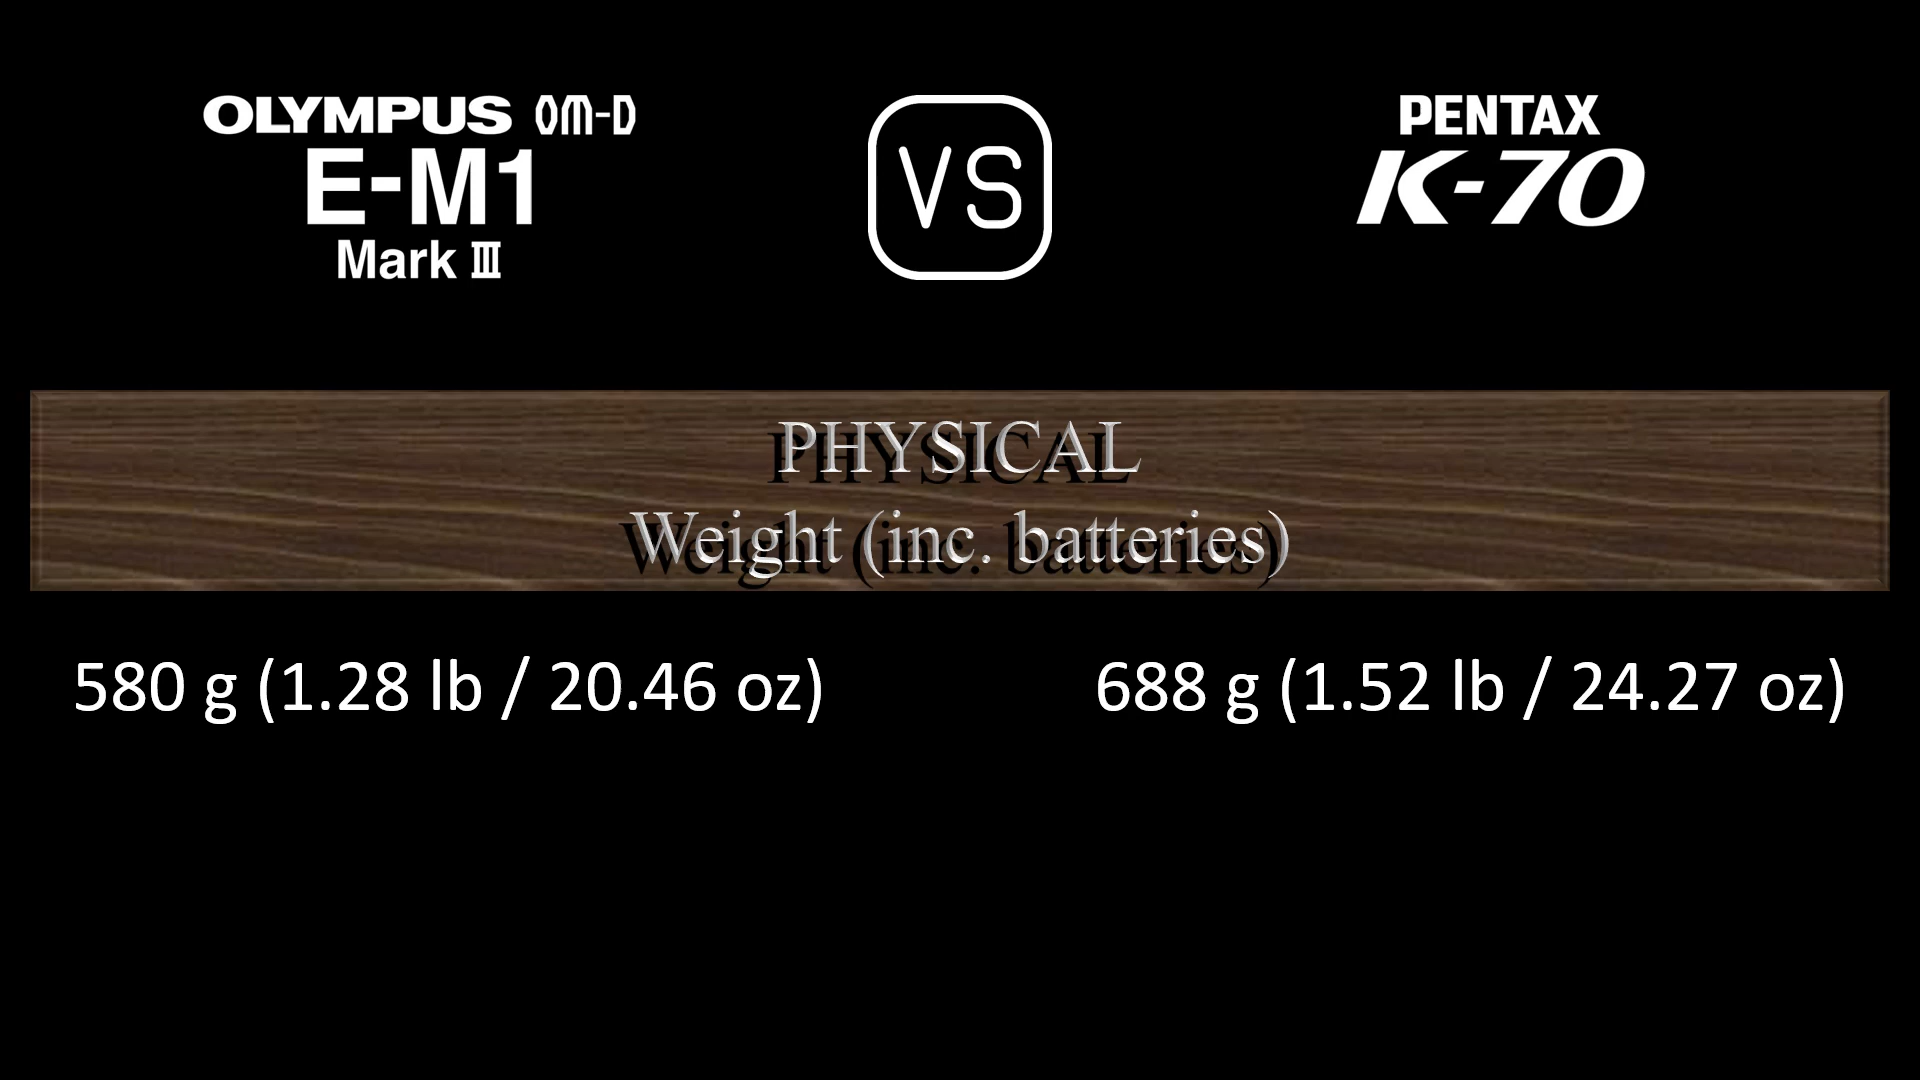 OLYMPUS OM-D
E-M1
Mark III
VS
PENTAX
K-70
PHYSICAL
Weight (inc. batteries)
580 g (1.28 lb / 20.46 oz)
688 g (1.52 lb / 24.27 oz)